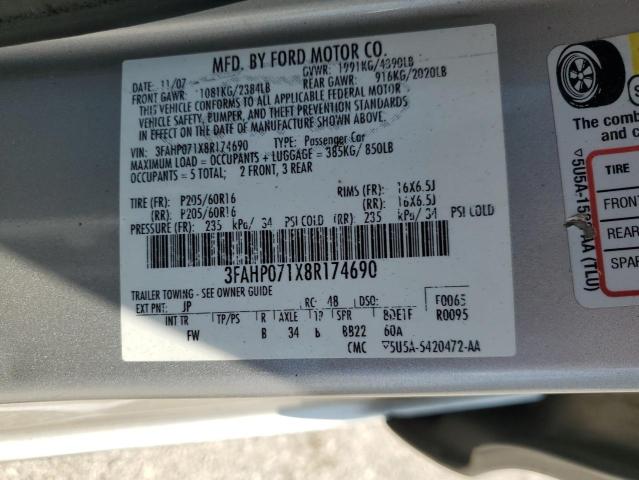 MFD. BY FORD MOTOR CO.
DATE: 11/07 GVWR: 1991KG/4390LB
FRONT GAWR: 1081KG/2384LB REAR GAWR: 916KG/2020LB
THIS VEHICLE CONFORMS TO ALL APPLICABLE FEDERAL MOTOR
VEHICLE SAFETY, BUMPER, AND THEFT PREVENTION STANDARDS
IN EFFECT ON THE DATE OF MANUFACTURE SHOWN ABOVE.
VIN: 3FAHP071X8R174690 TYPE: Passenger Car
MAXIMUM LOAD = OCCUPANTS + LUGGAGE = 385KG/ 850LB
OCCUPANTS = 5 TOTAL; 2 FRONT, 3 REAR
TIRE (FR): P205/60R16 RIMS (FR): 16X6.5J
(RR): P205/60R16 (RR): 16X6.5J
PRESSURE (FR): 235 kPa/ 34 PSI COLD (RR): 235 kPa/ 34 PSI COLD
3FAHP071X8R174690
TRAILER TOWING - SEE OWNER GUIDE
EXT PNT: JP RC: 48 DSO: F0065
INT TR TP/PS R AXLE TR SPR 8DE1F R0095
FW B 34 6 BB22 60A
CMC ▽5U5A-5420472-AA
The comb
and c
TIRE
FRONT
REAR
SPAR
AA (TL0)